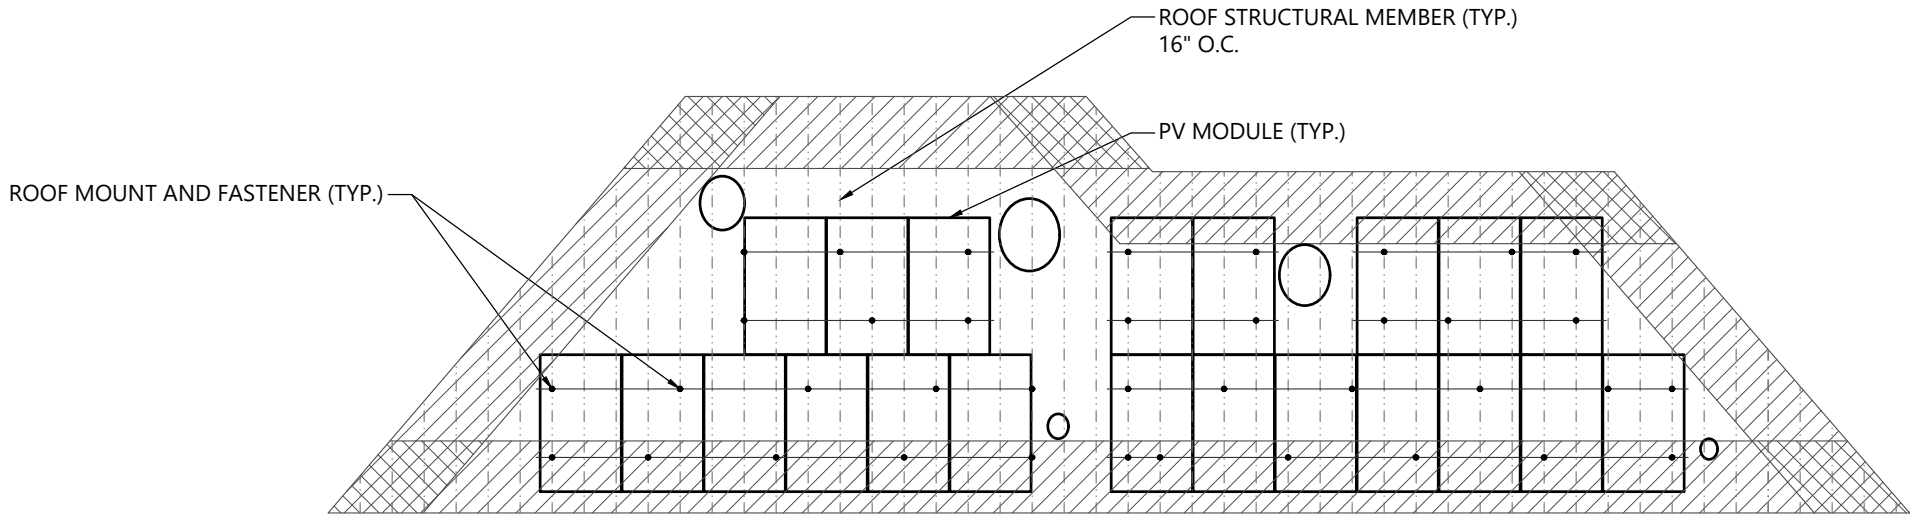 ROOF STRUCTURAL MEMBER (TYP.)
16" O.C.
PV MODULE (TYP.)
ROOF MOUNT AND FASTENER (TYP.)